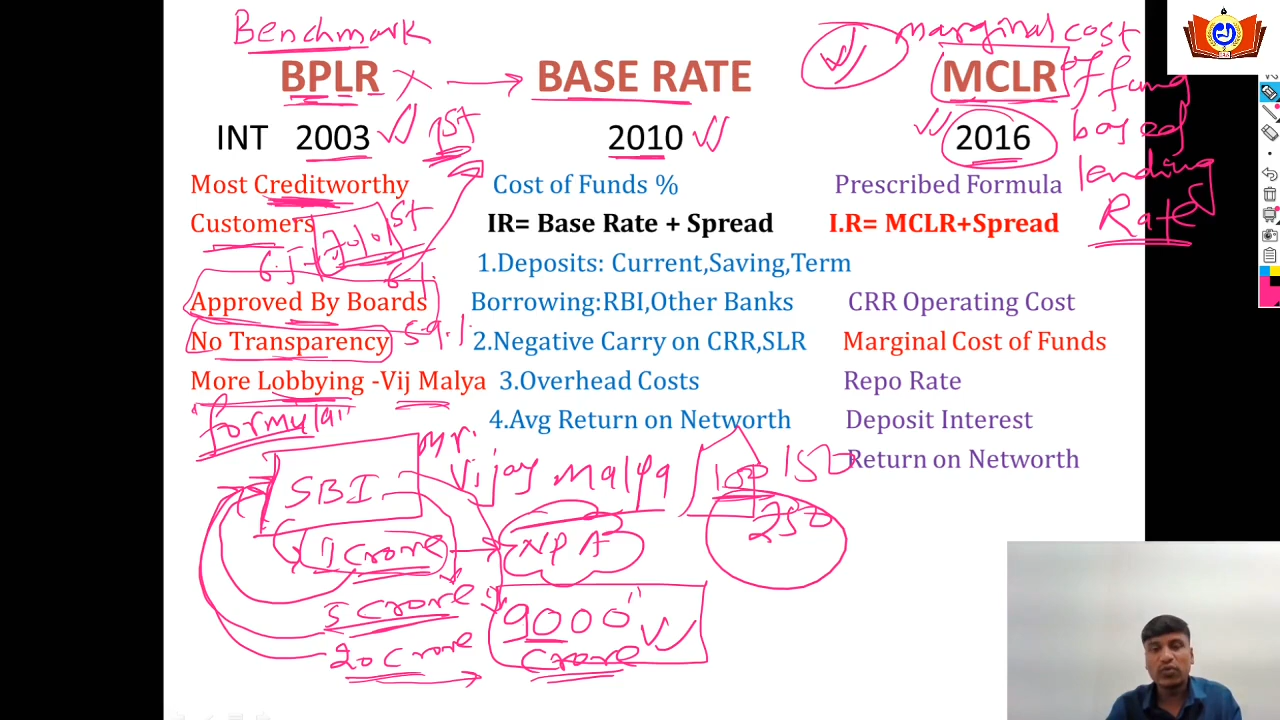 Benchmark
marginal cost
BPLR
BASE RATE
MCLR
of fund
INT 2003
1st
2010
2016
based
Most Creditworthy
Cost of Funds %
Prescribed Formula
lending
Customers
IR= Base Rate + Spread
I.R= MCLR+Spread
Rate
1.Deposits: Current,Saving,Term
Approved By Boards
Borrowing:RBI,Other Banks
CRR Operating Cost
No Transparency
2.Negative Carry on CRR,SLR
Marginal Cost of Funds
More Lobbying -Vij Malya
3.Overhead Costs
Repo Rate
"formula"
4.Avg Return on Networth
Deposit Interest
Mr.
Vijay Malya
100 150
Return on Networth
SBI
250
1 Crore
NPA
5 Crore
9000
20 Crore
Crore